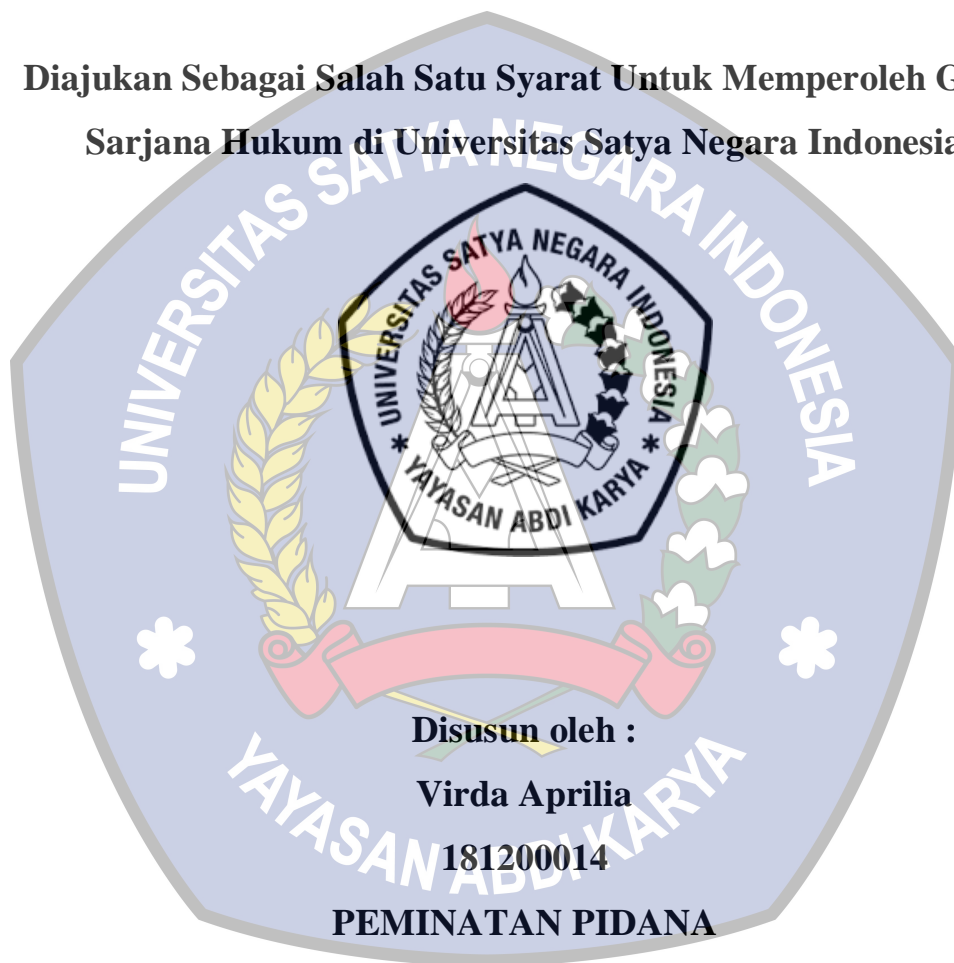 Diajukan Sebagai Salah Satu Syarat Untuk Memperoleh
Sarjana Hukum di Universitas Satya Negara Indonesia
UNIVERSITAS SATYA NEGARA INDONESIA
YAYASAN ABDI KARYA
UNIVERSITAS SATYA NEGARA INDONESIA
YAYASAN ABDI KARYA
Disusun oleh :
Virda Aprilia
181200014
PEMINATAN PIDANA